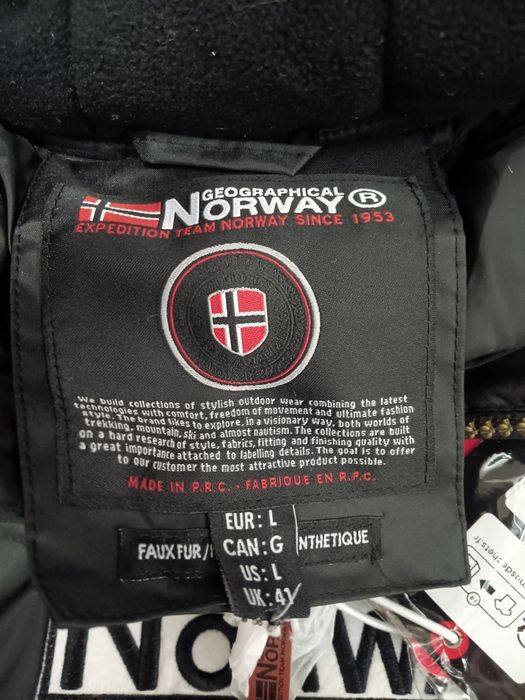 GEOGRAPHICAL
NORWAY®
EXPEDITION TEAM NORWAY SINCE 1953
We build collections of stylish outdoor wear combining the latest
technologies with comfort, freedom of movement and ultimate fashion
style. The brand likes to explore, in a visionary way, both worlds of
trekking, mountain, ski and almost nautism. The collections are built
on a hard research of style, fabrics, fitting and finishing quality with
a great importance attached to labelling details. The goal is to offer
to our customer the most attractive product possible.
MADE IN P.R.C. - FABRIQUE EN R.P.C.
FAUX FUR/ NTHETIQUE
EUR: L
CAN: G
US: L
UK: 41
NORW
NOR